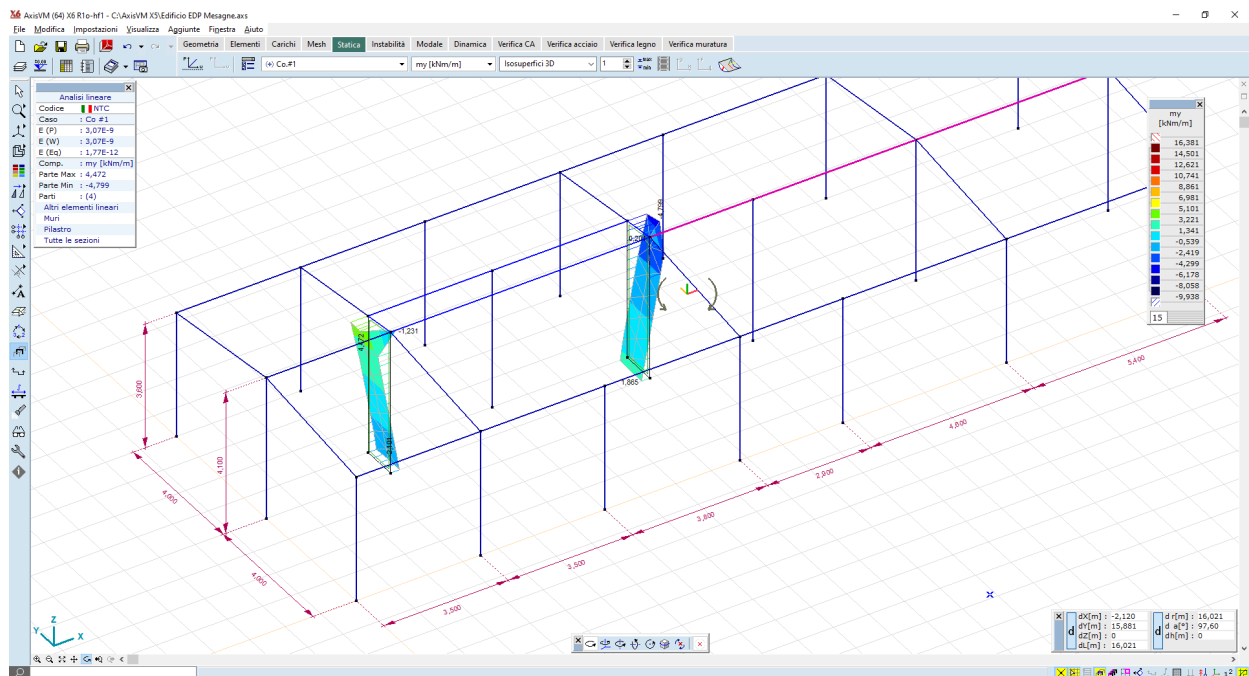 AxisVM (64) X6 R1o-hf1 - C:\AxisVM X5\Edificio EDP Mesagne.axs
File Modifica Impostazioni Visualizza Aggiunte Finestra Aiuto
Geometria Elementi Carichi Mesh Statica Instabilità Modale Dinamica Verifica CA Verifica acciaio Verifica legno Verifica muratura
(+) Co.#1 my [kNm/m] Isosuperfici 3D 1
Analisi lineare
Codice NTC
Caso : Co #1
E (P) : 3,07E-9
E (W) : 3,07E-9
E (Eq) : 1,77E-12
Comp. : my [kNm/m]
Parte Max : 4,472
Parte Min : -4,799
Parti : (4)
Altri elementi lineari
Muri
Pilastro
Tutte le sezioni
my
[kNm/m]
16,381
14,501
12,621
10,741
8,861
6,981
5,101
3,221
1,341
-0,539
-2,419
-4,299
-6,178
-8,058
-9,938
15
-4,799
-1,231
4,472
1,865
3,600
4,100
4,000
4,000
3,500
3,500
3,800
2,900
4,800
5,400
Z
Y
X
d
dX[m] : -2,120
dY[m] : 15,881
dZ[m] : 0
dL[m] : 16,021
d
d r[m] : 16,021
d a[°] : 97,60
dh[m] : 0